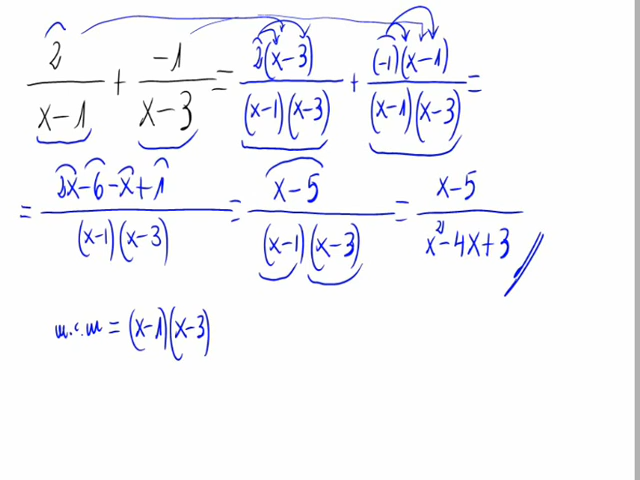 2/(x-1) + -1/(x-3) = 2(x-3)/((x-1)(x-3)) + (-1)(x-1)/((x-1)(x-3)) =
= (2x-6-x+1)/((x-1)(x-3)) = (x-5)/((x-1)(x-3)) = (x-5)/(x²-4x+3) //
m.c.m = (x-1)(x-3)